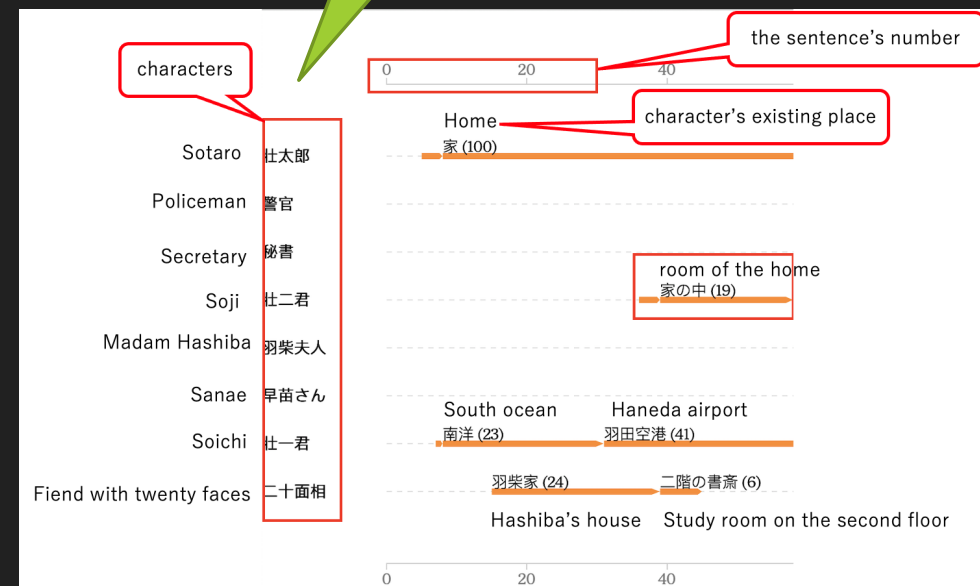 the sentence's number
characters
0 20 40
Home
character's existing place
家 (100)
Sotaro 壮太郎
Policeman 警官
Secretary 秘書
room of the home
家の中 (19)
Soji 壮二君
Madam Hashiba 羽柴夫人
Sanae 早苗さん
South ocean Haneda airport
南洋 (23) 羽田空港 (41)
Soichi 壮一君
羽柴家 (24) 二階の書斎 (6)
Fiend with twenty faces 二十面相
Hashiba's house Study room on the second floor
0 20 40